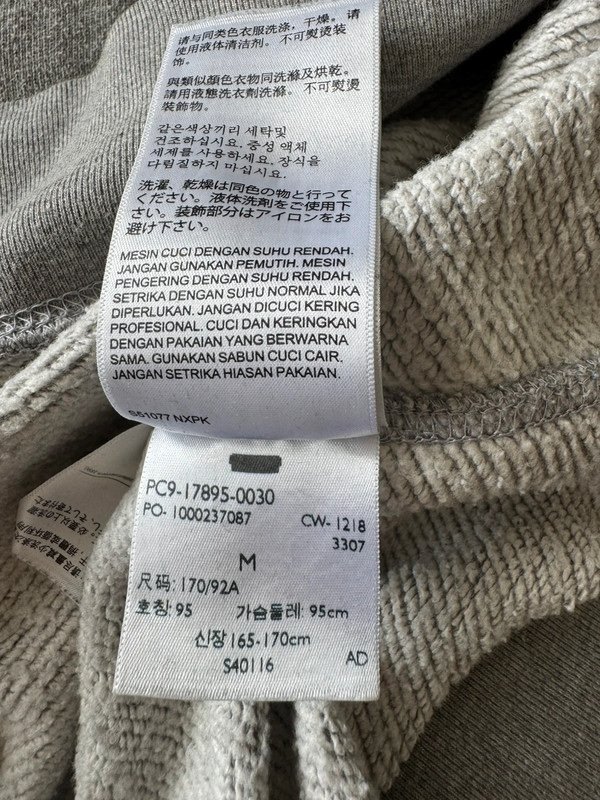 请与同类色衣服洗涤，干燥。请
使用液体清洁剂。不可熨烫装
饰。
與類似顏色衣物同洗滌及烘乾。
請用液態洗衣劑洗滌。不可熨燙
裝飾物。
같은색상끼리 세탁및
건조하십시요. 중성 액체
세제를 사용하세요. 장식을
다림질하지 마십시요.
洗濯、乾燥は同色の物と行って
ください。液体洗剤をご使用下
さい。装飾部分はアイロンをお
避け下さい。
MESIN CUCI DENGAN SUHU RENDAH.
JANGAN GUNAKAN PEMUTIH. MESIN
PENGERING DENGAN SUHU RENDAH.
SETRIKA DENGAN SUHU NORMAL JIKA
DIPERLUKAN. JANGAN DICUCI KERING
PROFESIONAL. CUCI DAN KERINGKAN
DENGAN PAKAIAN YANG BERWARNA
SAMA. GUNAKAN SABUN CUCI CAIR.
JANGAN SETRIKA HIASAN PAKAIAN.
S51077 NXPK
PC9-17895-0030
PO- 1000237087
CW- 1218
3307
M
尺码: 170/92A
호칭: 95 가슴둘레: 95cm
신장 165-170cm
S40116
AD